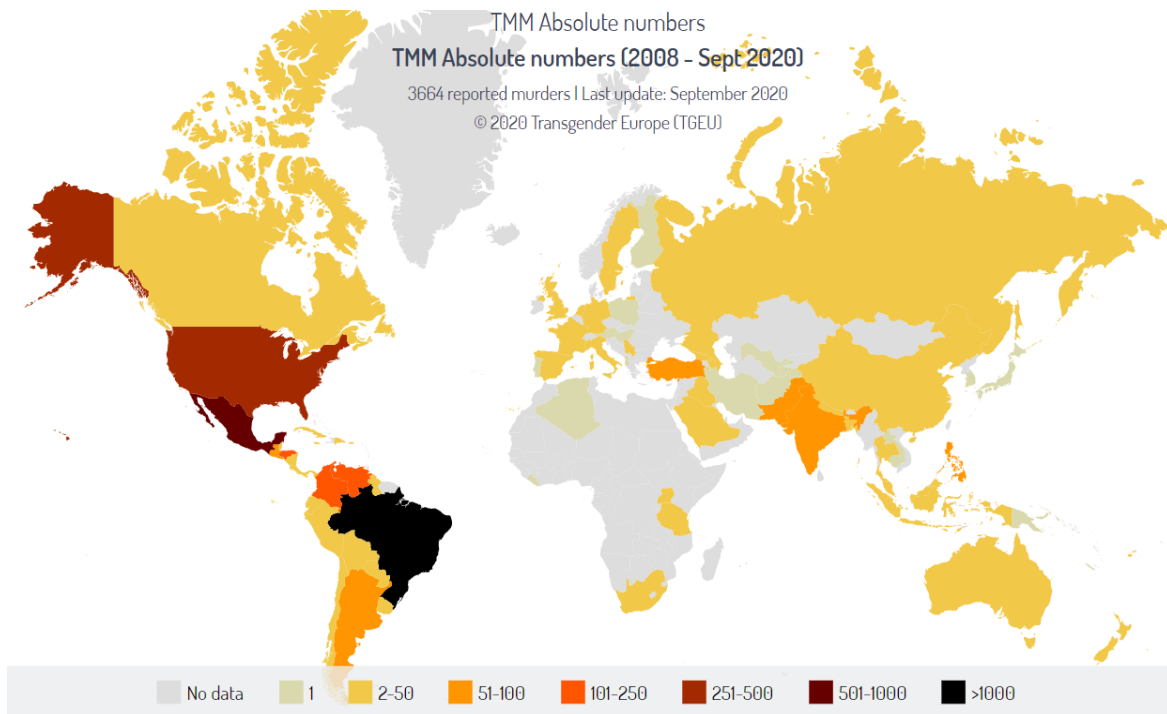 TMM Absolute numbers
TMM Absolute numbers (2008 - Sept 2020)
3664 reported murders | Last update: September 2020
© 2020 Transgender Europe (TGEU)
No data 1 2-50 51-100 101-250 251-500 501-1000 >1000